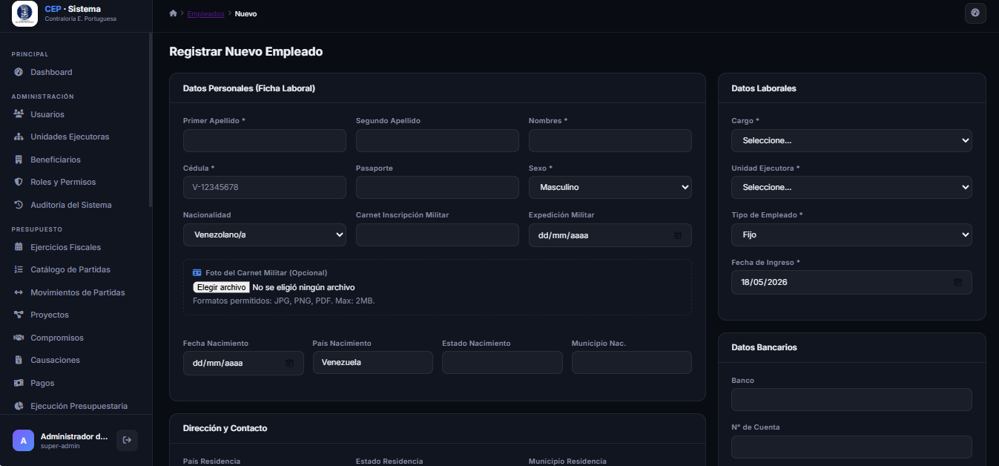 CEP · Sistema
Contraloría E. Portuguesa
PRINCIPAL
Dashboard
ADMINISTRACIÓN
Usuarios
Unidades Ejecutoras
Beneficiarios
Roles y Permisos
Auditoría del Sistema
PRESUPUESTO
Ejercicios Fiscales
Catálogo de Partidas
Movimientos de Partidas
Proyectos
Compromisos
Causaciones
Pagos
Ejecución Presupuestaria
A
Administrador d...
super-admin
Empleados > Nuevo
Registrar Nuevo Empleado
Datos Personales (Ficha Laboral)
Primer Apellido * Segundo Apellido Nombres *
Cédula * Pasaporte Sexo *
V-12345678 Masculino
Nacionalidad Carnet Inscripción Militar Expedición Militar
Venezolano/a dd/mm/aaaa
Foto del Carnet Militar (Opcional)
Elegir archivo No se eligió ningún archivo
Formatos permitidos: JPG, PNG, PDF. Max: 2MB.
Fecha Nacimiento País Nacimiento Estado Nacimiento Municipio Nac.
dd/mm/aaaa Venezuela
Dirección y Contacto
País Residencia Estado Residencia Municipio Residencia
Datos Laborales
Cargo *
Seleccione...
Unidad Ejecutora *
Seleccione...
Tipo de Empleado *
Fijo
Fecha de Ingreso *
18/05/2026
Datos Bancarios
Banco
N° de Cuenta